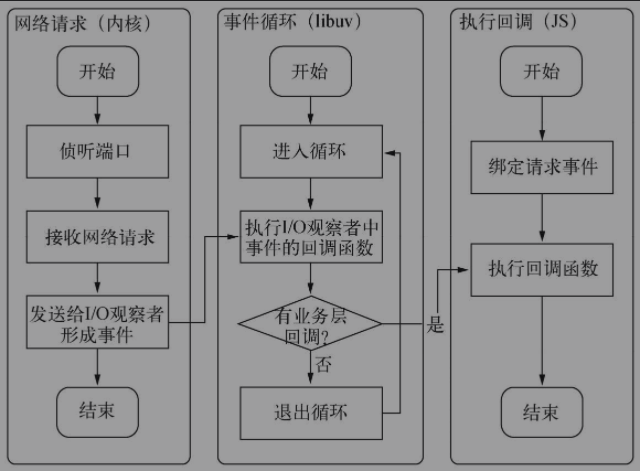 网络请求（内核）
开始
侦听端口
接收网络请求
发送给I/O观察者
形成事件
结束
事件循环（libuv）
开始
进入循环
执行I/O观察者中
事件的回调函数
有业务层
回调?
是
否
退出循环
执行回调（JS）
开始
绑定请求事件
执行回调函数
结束